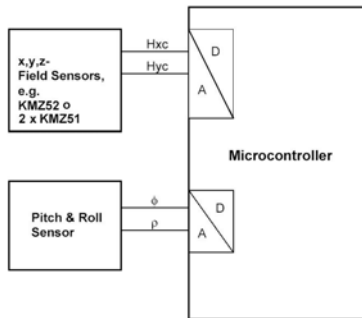 x,y,z-
Field Sensors,
e.g.
KMZ52 o
2 x KMZ51
Hxc
Hyc
D
A
Microcontroller
Pitch & Roll
Sensor
ϕ
ρ
D
A